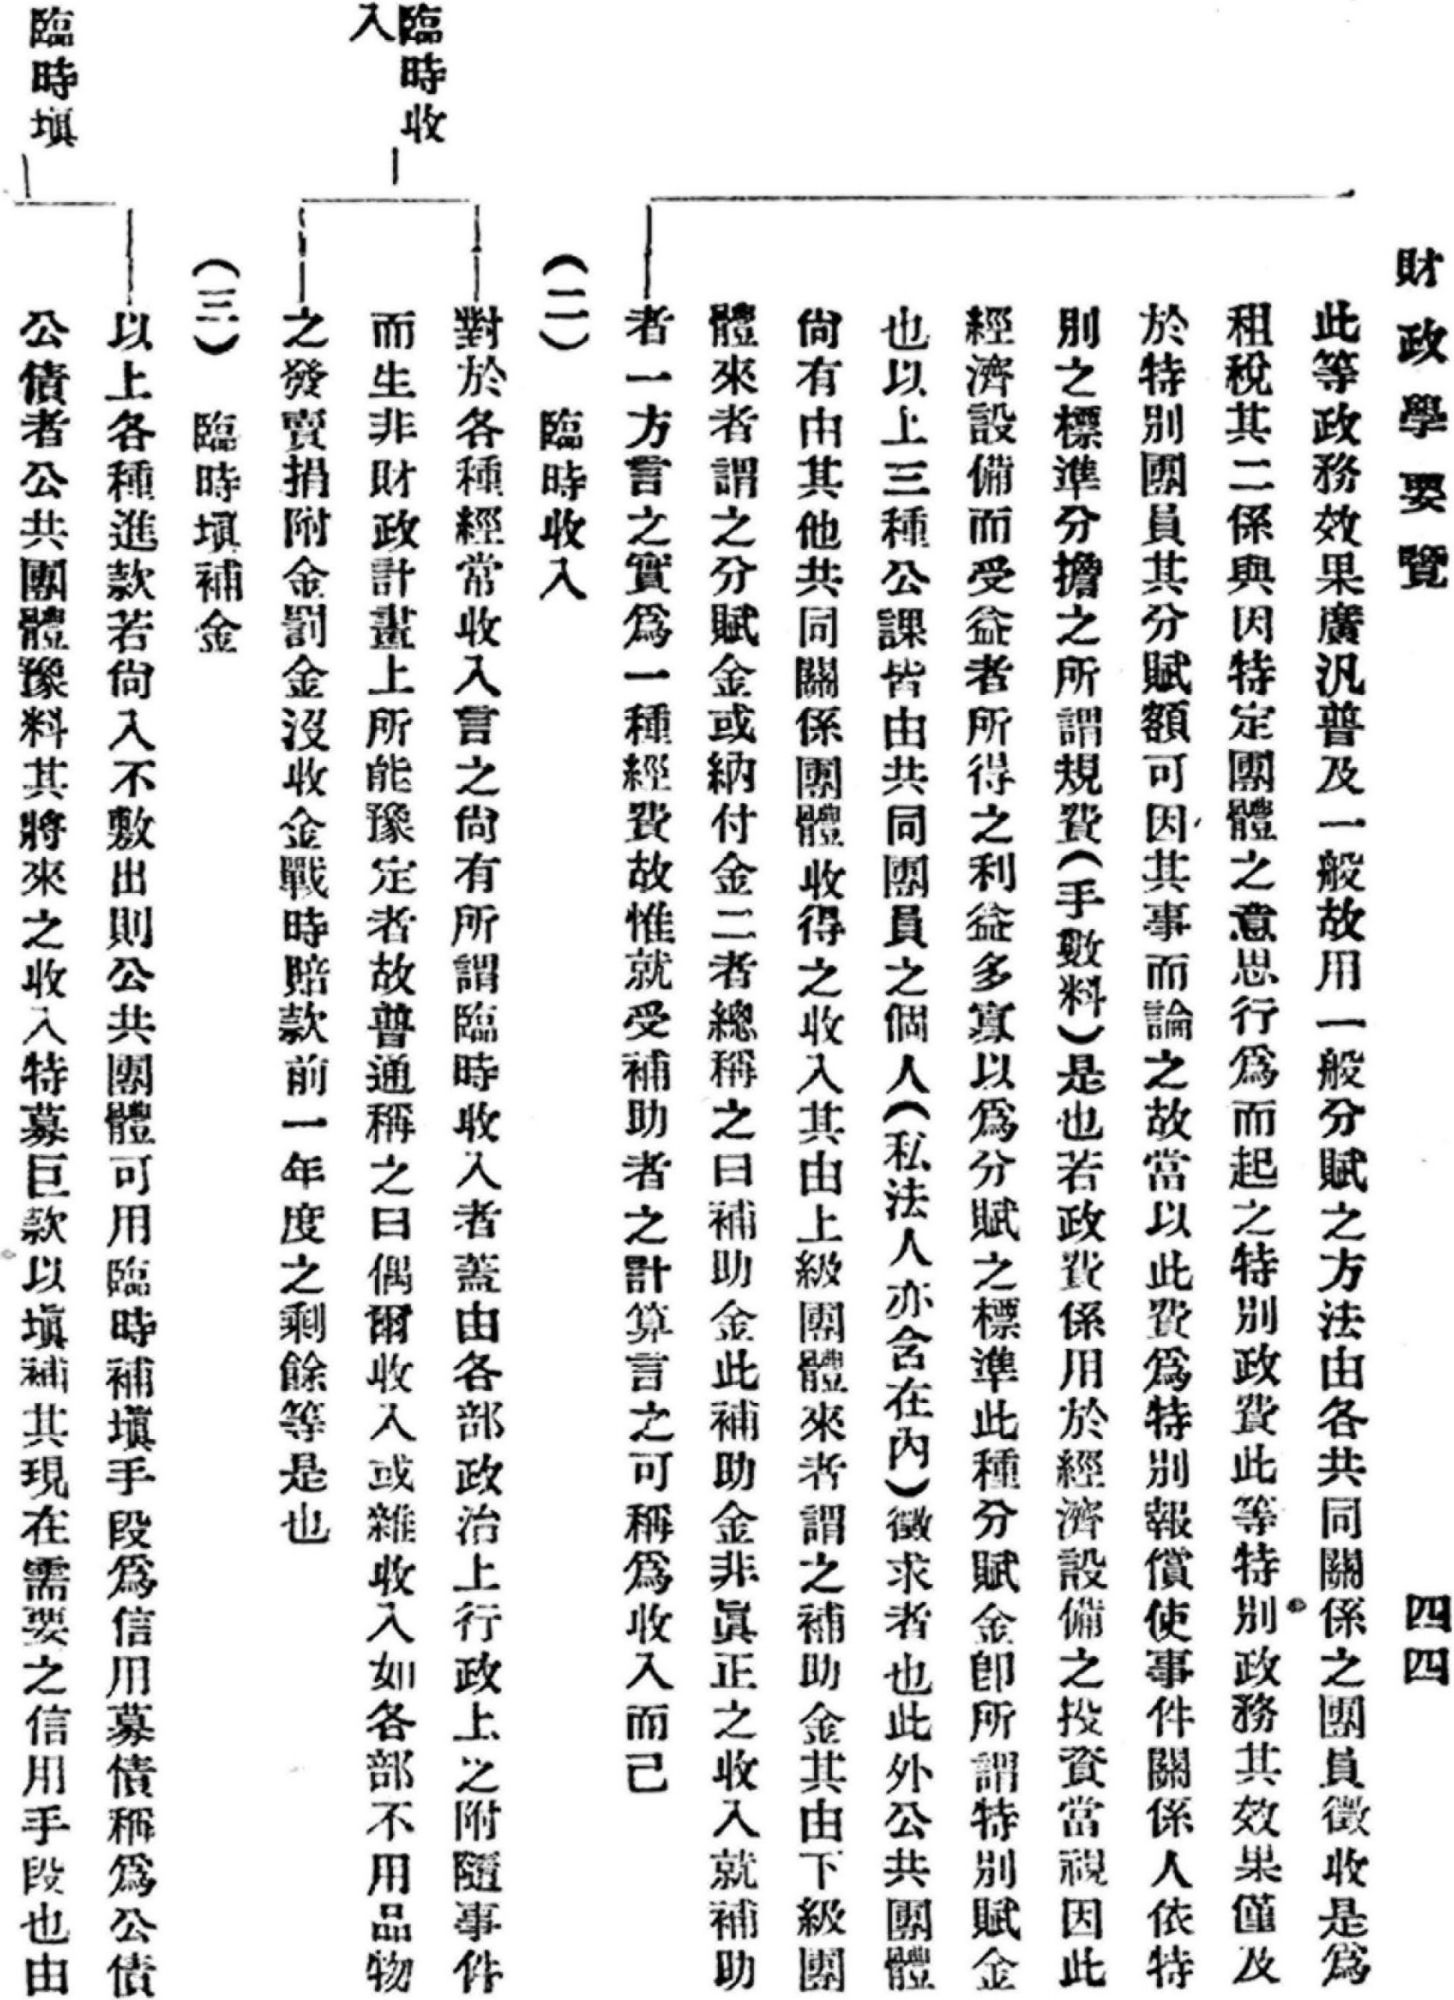 財政學要覽
四四
此等政務效果廣汎普及一般故用一般分賦之方法由各共同關係之團員徵收是爲
租稅其二係與因特定團體之意思行爲而起之特別政費此等特別政務其效果僅及
於特別團員其分賦額可因其事而論之故當以此費爲特別報償使事件關係人依特
別之標準分擔之所謂規費(手數料)是也若政費係用於經濟設備之投資當視因此
經濟設備而受益者所得之利益多寡以爲分賦之標準此種分賦金卽所謂特別賦金
也以上三種公課皆由共同團員之個人(私法人亦含在內)徵求者也此外公共團體
尙有由其他共同關係團體收得之收入其由上級團體來者謂之補助金其由下級團
體來者謂之分賦金或納付金二者總稱之曰補助金此補助金非眞正之收入就補助
者一方言之實爲一種經費故惟就受補助者之計算言之可稱爲收入而已
(二) 臨時收入
臨時收
入
對於各種經常收入言之尙有所謂臨時收入者蓋由各部政治上行政上之附隨事件
而生非財政計畫上所能豫定者故普通稱之曰偶爾收入或雜收入如各部不用品物
之發賣捐附金罰金沒收金戰時賠款前一年度之剩餘等是也
(三) 臨時塡補金
臨時塡
以上各種進款若尙入不敷出則公共團體可用臨時補塡手段爲信用募債稱爲公債
公債者公共團體豫料其將來之收入特募巨款以塡補其現在需要之信用手段也由